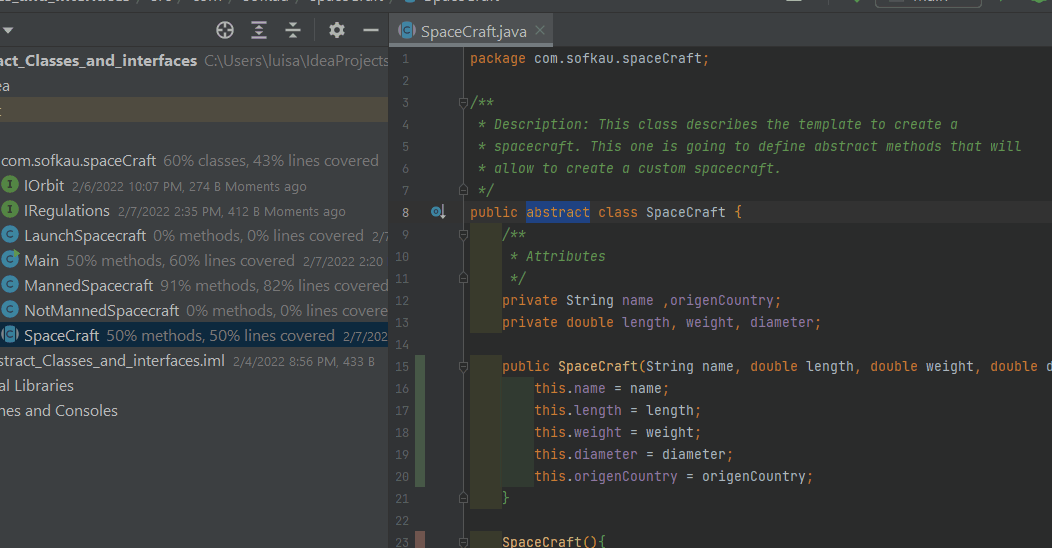 SpaceCraft.java
act_Classes_and_interfaces C:\Users\luisa\IdeaProjects
ea
com.sofkau.spaceCraft 60% classes, 43% lines covered
IOrbit 2/6/2022 10:07 PM, 274 B Moments ago
IRegulations 2/7/2022 2:35 PM, 412 B Moments ago
LaunchSpacecraft 0% methods, 0% lines covered 2/7
Main 50% methods, 60% lines covered 2/7/2022 2:20
MannedSpacecraft 91% methods, 82% lines covered
NotMannedSpacecraft 0% methods, 0% lines covere
SpaceCraft 50% methods, 50% lines covered 2/7/202
stract_Classes_and_interfaces.iml 2/4/2022 8:56 PM, 433 B
al Libraries
hes and Consoles
1 package com.sofkau.spaceCraft;
2
3 /**
4 * Description: This class describes the template to create a
5 * spacecraft. This one is going to define abstract methods that will
6 * allow to create a custom spacecraft.
7 */
8 public abstract class SpaceCraft {
9 /**
10 * Attributes
11 */
12 private String name ,origenCountry;
13 private double length, weight, diameter;
14
15 public SpaceCraft(String name, double length, double weight, double d
16 this.name = name;
17 this.length = length;
18 this.weight = weight;
19 this.diameter = diameter;
20 this.origenCountry = origenCountry;
21 }
22
23 SpaceCraft(){